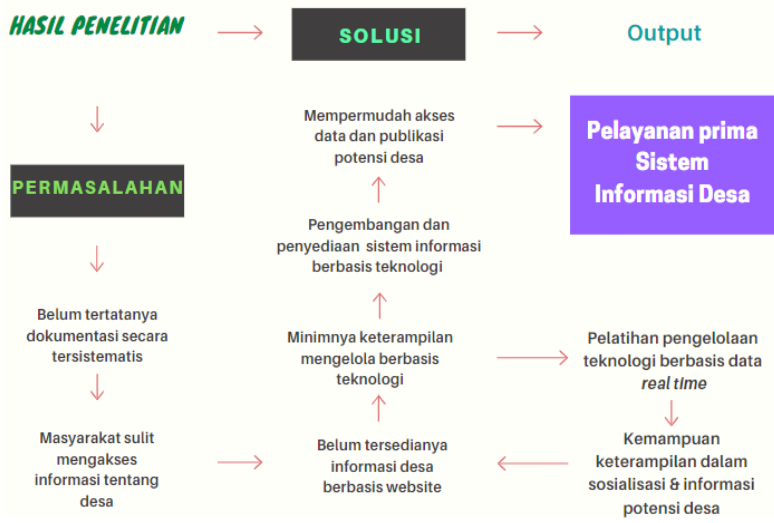 HASIL PENELITIAN
SOLUSI
Output
Mempermudah akses
data dan publikasi
potensi desa
Pelayanan prima
Sistem
Informasi Desa
PERMASALAHAN
Pengembangan dan
penyediaan sistem informasi
berbasis teknologi
Belum tertatanya
dokumentasi secara
tersistematis
Minimnya keterampilan
mengelola berbasis
teknologi
Pelatihan pengelolaan
teknologi berbasis data
real time
Masyarakat sulit
mengakses
informasi tentang
desa
Belum tersedianya
informasi desa
berbasis website
Kemampuan
keterampilan dalam
sosialisasi & informasi
potensi desa